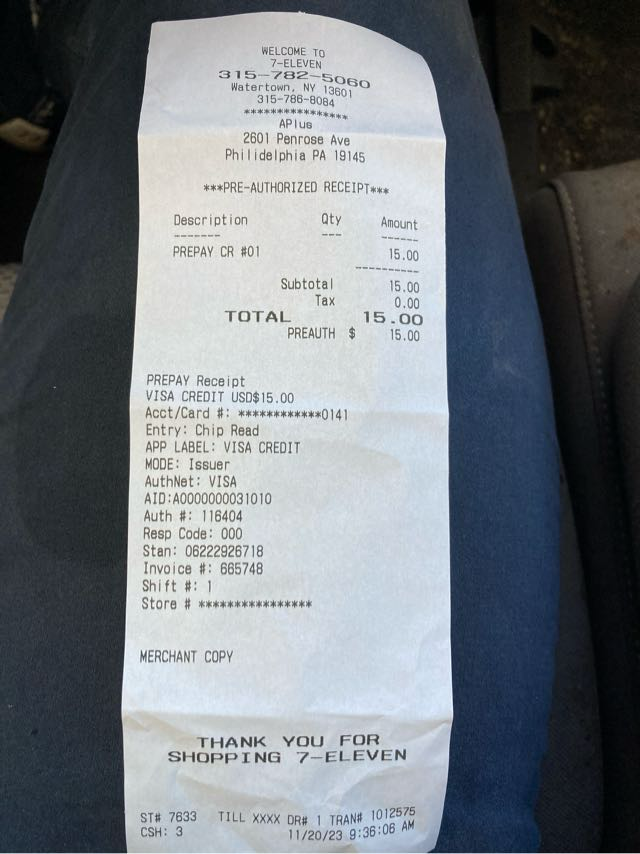 WELCOME TO
7-ELEVEN
315-782-5060
Watertown, NY 13601
315-786-8084
****************
APlus
2601 Penrose Ave
Philidelphia PA 19145
***PRE-AUTHORIZED RECEIPT***
Description Qty Amount
------- --- ------
PREPAY CR #01 15.00
----------
Subtotal 15.00
Tax 0.00
TOTAL 15.00
PREAUTH $ 15.00
PREPAY Receipt
VISA CREDIT USD$15.00
Acct/Card #: ************0141
Entry: Chip Read
APP LABEL: VISA CREDIT
MODE: Issuer
AuthNet: VISA
AID:A0000000031010
Auth #: 116404
Resp Code: 000
Stan: 06222926718
Invoice #: 665748
Shift #: 1
Store # ****************
MERCHANT COPY
THANK YOU FOR
SHOPPING 7-ELEVEN
ST# 7633 TILL XXXX DR# 1 TRAN# 1012575
CSH: 3 11/20/23 9:36:06 AM